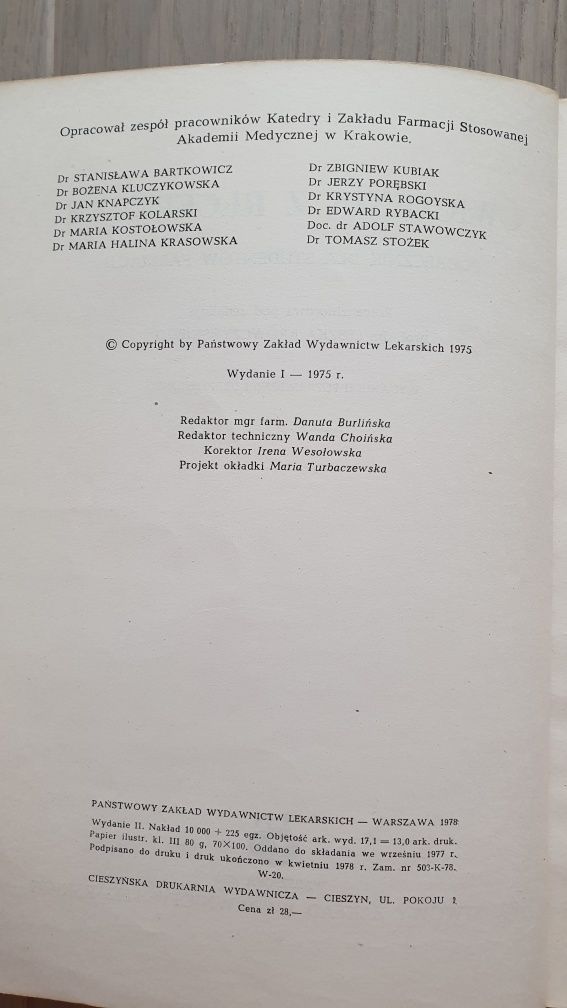 Opracował zespół pracowników Katedry i Zakładu Farmacji Stosowanej
Akademii Medycznej w Krakowie.
Dr STANISŁAWA BARTKOWICZ
Dr BOŻENA KLUCZYKOWSKA
Dr JAN KNAPCZYK
Dr KRZYSZTOF KOLARSKI
Dr MARIA KOSTOŁOWSKA
Dr MARIA HALINA KRASOWSKA
Dr ZBIGNIEW KUBIAK
Dr JERZY PORĘBSKI
Dr KRYSTYNA ROGOYSKA
Dr EDWARD RYBACKI
Doc. dr ADOLF STAWOWCZYK
Dr TOMASZ STOŻEK
© Copyright by Państwowy Zakład Wydawnictw Lekarskich 1975
Wydanie I — 1975 r.
Redaktor mgr farm. Danuta Burlińska
Redaktor techniczny Wanda Choińska
Korektor Irena Wesołowska
Projekt okładki Maria Turbaczewska
PAŃSTWOWY ZAKŁAD WYDAWNICTW LEKARSKICH — WARSZAWA 1978
Wydanie II. Nakład 10 000 + 225 egz. Objętość ark. wyd. 17,1 = 13,0 ark. druk.
Papier ilustr. kl. III 80 g, 70×100. Oddano do składania we wrześniu 1977 r.
Podpisano do druku i druk ukończono w kwietniu 1978 r. Zam. nr 503-K-78.
W-20.
CIESZYŃSKA DRUKARNIA WYDAWNICZA — CIESZYN, UL. POKOJU
Cena zł 28,—